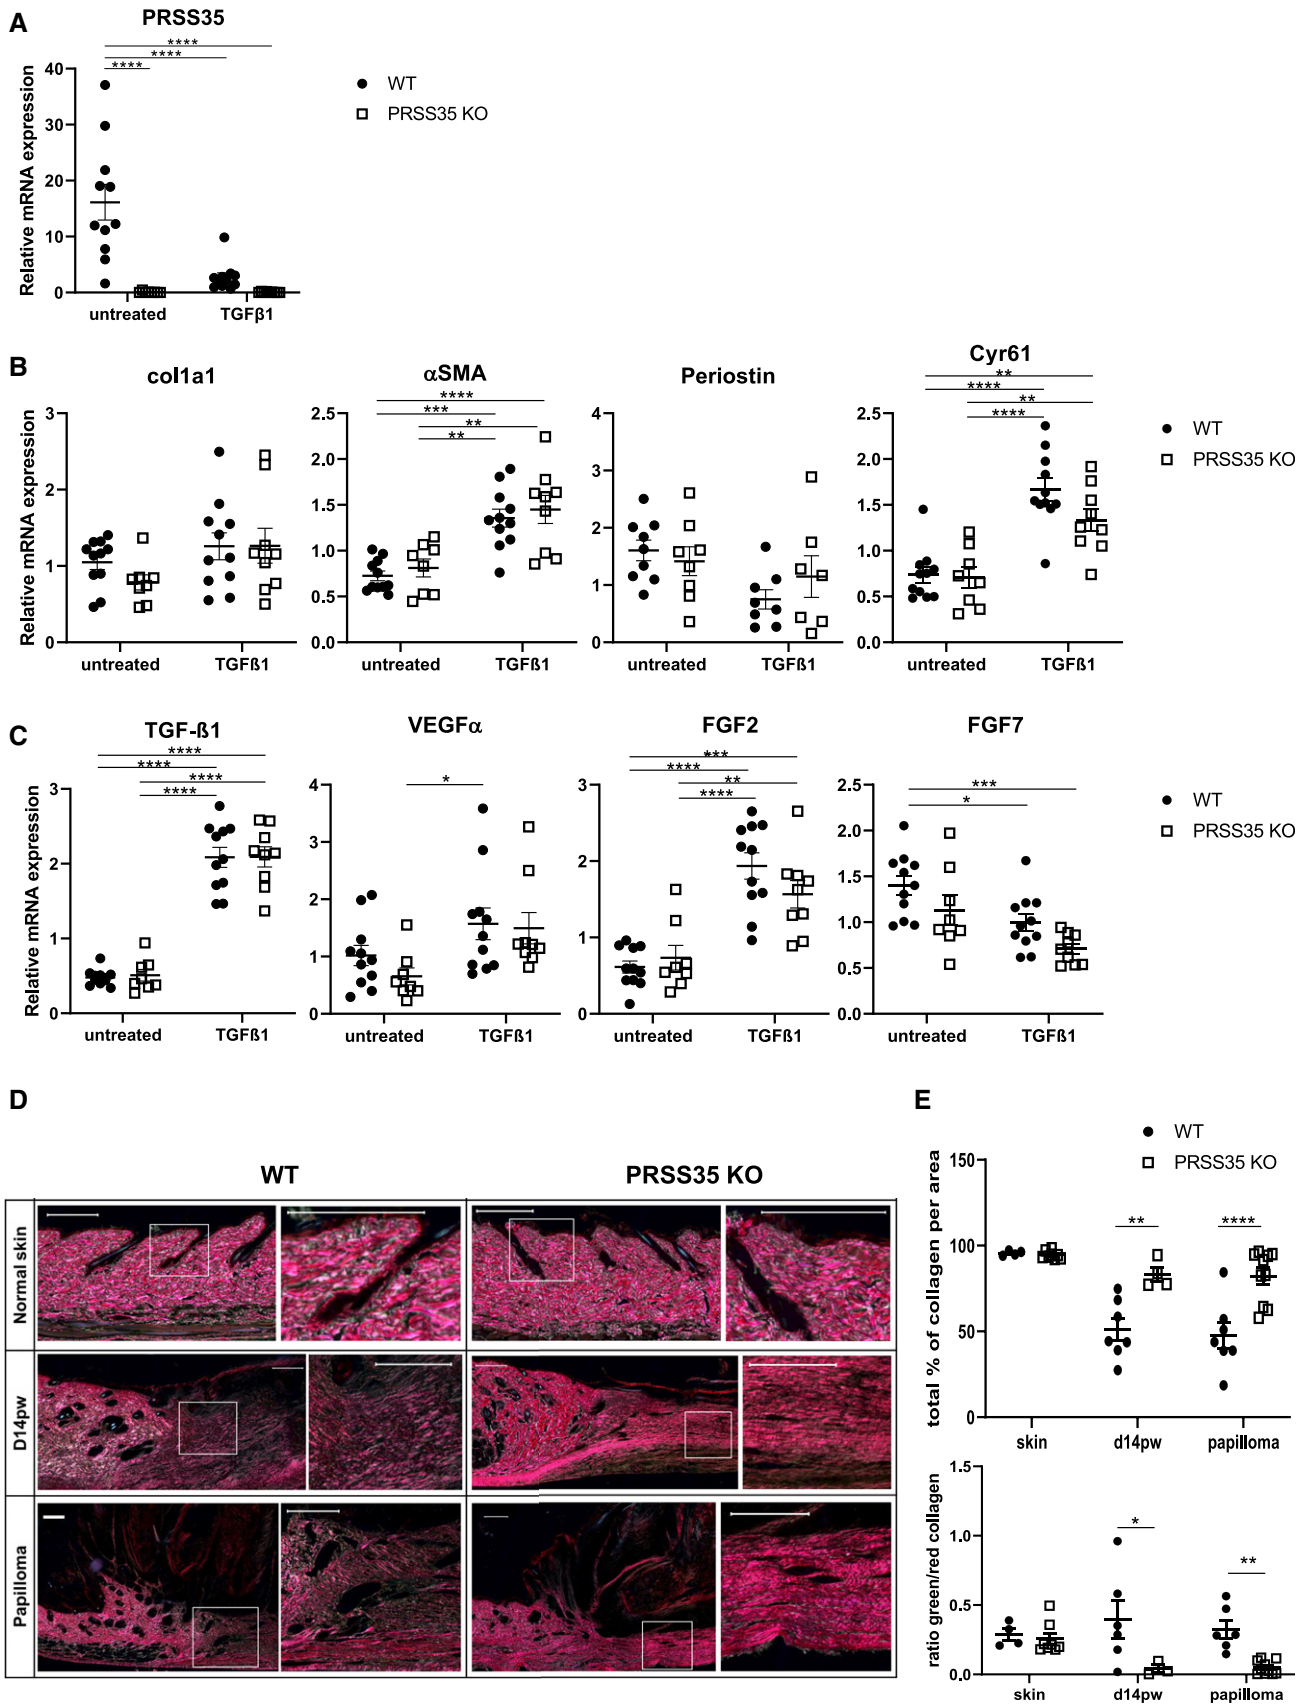 A
PRSS35
****
****
****
Relative mRNA expression
40
30
20
10
0
untreated
TGFβ1
WT
PRSS35 KO
B
col1a1
Relative mRNA expression
3
2
1
0
untreated
TGFß1
αSMA
****
***
**
**
2.5
2.0
1.5
1.0
0.5
0.0
untreated
TGFß1
Periostin
4
3
2
1
0
untreated
TGFß1
Cyr61
**
****
**
****
2.5
2.0
1.5
1.0
0.5
0.0
untreated
TGFß1
WT
PRSS35 KO
C
TGF-ß1
****
****
****
****
Relative mRNA expression
3
2
1
0
untreated
TGFß1
VEGFα
*
4
3
2
1
0
untreated
TGFß1
FGF2
***
****
**
****
3
2
1
0
untreated
TGFß1
FGF7
***
*
2.5
2.0
1.5
1.0
0.5
0.0
untreated
TGFß1
WT
PRSS35 KO
D
WT
PRSS35 KO
Normal skin
D14pw
Papilloma
E
WT
PRSS35 KO
total % of collagen per area
150
100
50
0
**
****
skin
d14pw
papilloma
ratio green/red collagen
1.5
1.0
0.5
0.0
*
**
skin
d14pw
papilloma